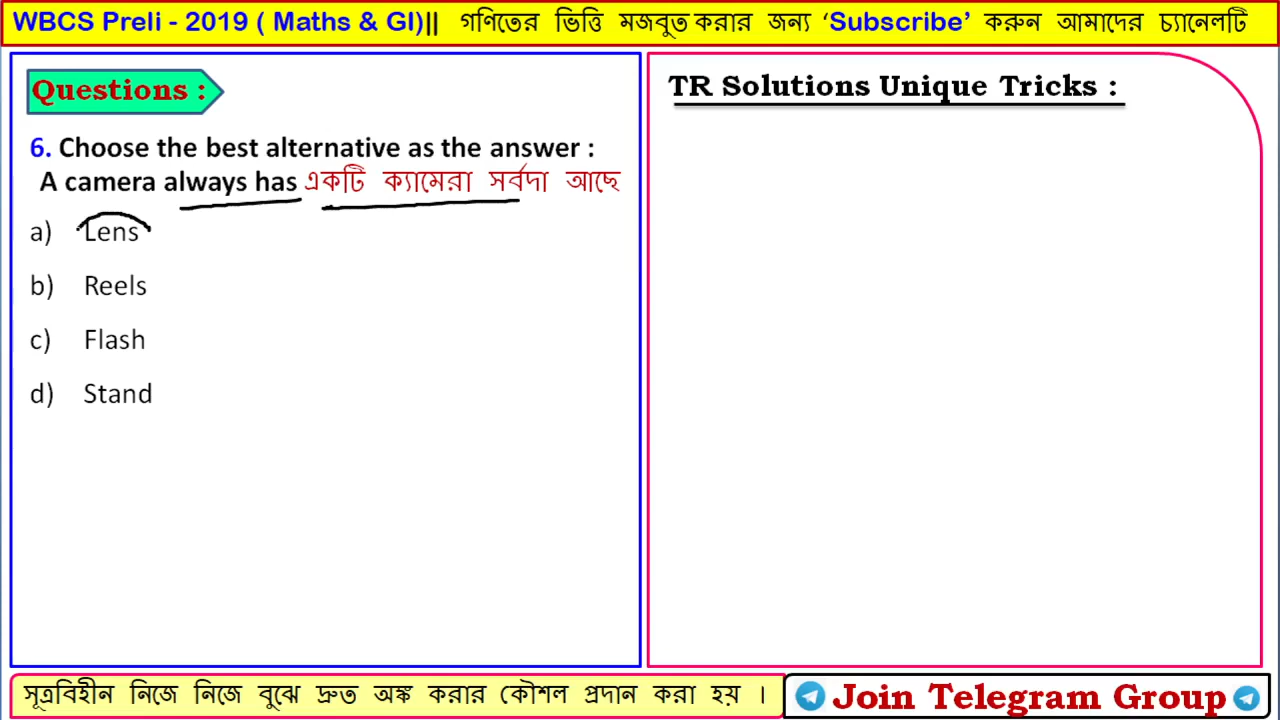 WBCS Preli - 2019 ( Maths & GI)|| গণিতের ভিত্তি মজবুত করার জন্য ‘Subscribe’ করুন আমাদের চ্যানেলটি
Questions :
6. Choose the best alternative as the answer :
A camera always has একটি ক্যামেরা সর্বদা আছে
a) Lens
b) Reels
c) Flash
d) Stand
TR Solutions Unique Tricks :
সূত্রবিহীন নিজে নিজে বুঝে দ্রুত অঙ্ক করার কৌশল প্রদান করা হয় ।
Join Telegram Group